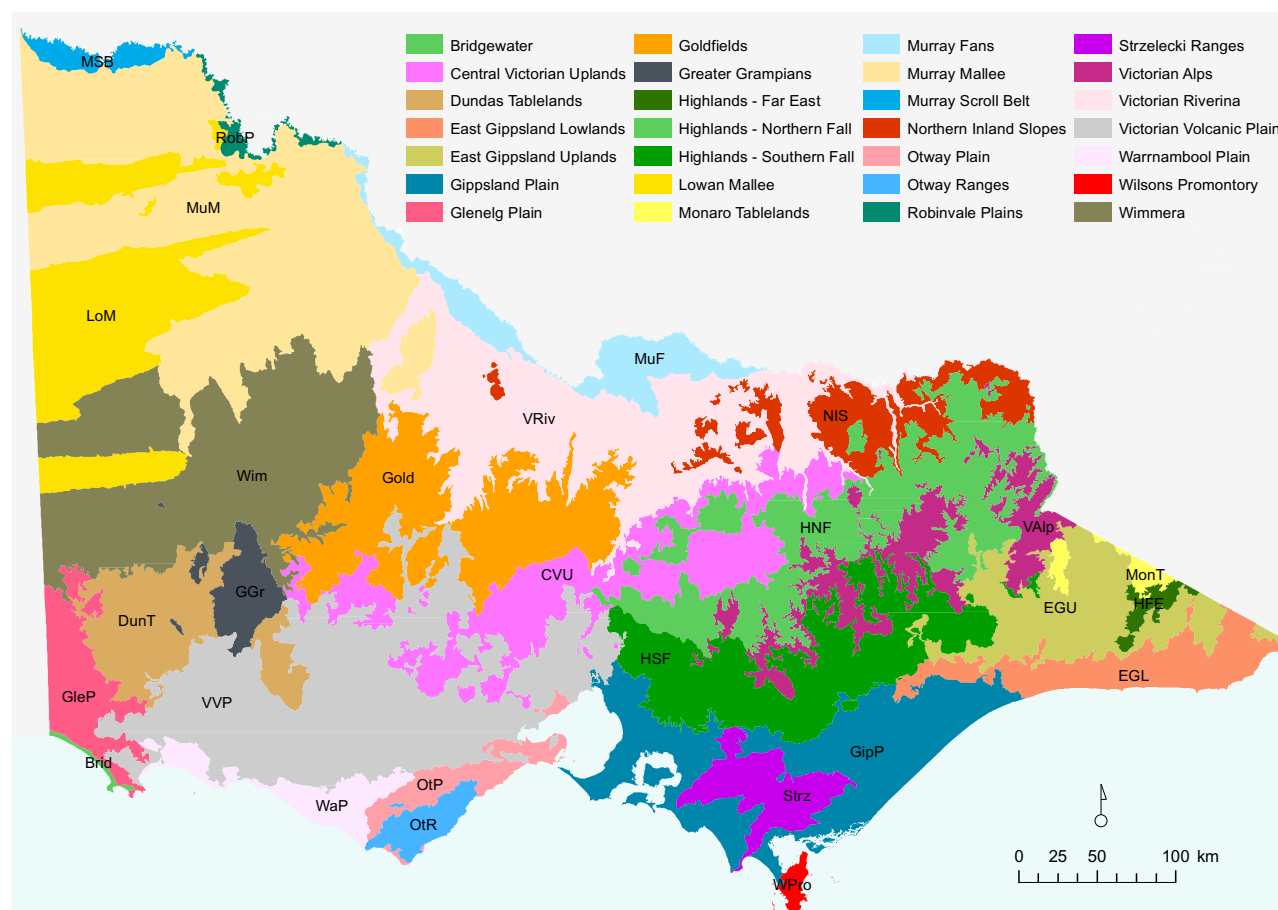 Bridgewater
Central Victorian Uplands
Dundas Tablelands
East Gippsland Lowlands
East Gippsland Uplands
Gippsland Plain
Glenelg Plain
Goldfields
Greater Grampians
Highlands - Far East
Highlands - Northern Fall
Highlands - Southern Fall
Lowan Mallee
Monaro Tablelands
Murray Fans
Murray Mallee
Murray Scroll Belt
Northern Inland Slopes
Otway Plain
Otway Ranges
Robinvale Plains
Strzelecki Ranges
Victorian Alps
Victorian Riverina
Victorian Volcanic Plain
Warrnambool Plain
Wilsons Promontory
Wimmera
MSB
RobP
MuM
LoM
MuF
VRiv
NIS
Wim
Gold
HNF
VAlp
CVU
MonT
GGr
HFE
EGU
DunT
HSF
EGL
GleP
VVP
GipP
Brid
OtP
Strz
WaP
OtR
WPro
0 25 50 100 km